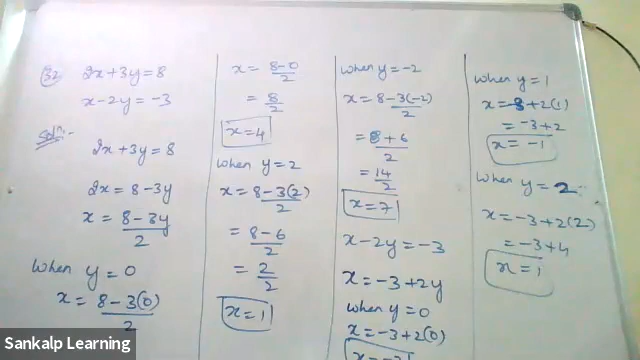 32 2x+3y=8
x-2y=-3
Soln:-
2x+3y=8
2x=8-3y
x=8-3y/2
when y=0
x=8-3(0)/2
x=8-0/2
=8/2
x=4
when y=2
x=8-3(2)/2
=8-6/2
=2/2
x=1
when y=-2
x=8-3(-2)/2
=8+6/2
=14/2
x=7
x-2y=-3
x=-3+2y
when y=0
x=-3+2(0)
when y=1
x=-3+2(1)
=-3+2
x=-1
when y=2
x=-3+2(2)
=-3+4
x=1
Sankalp Learning